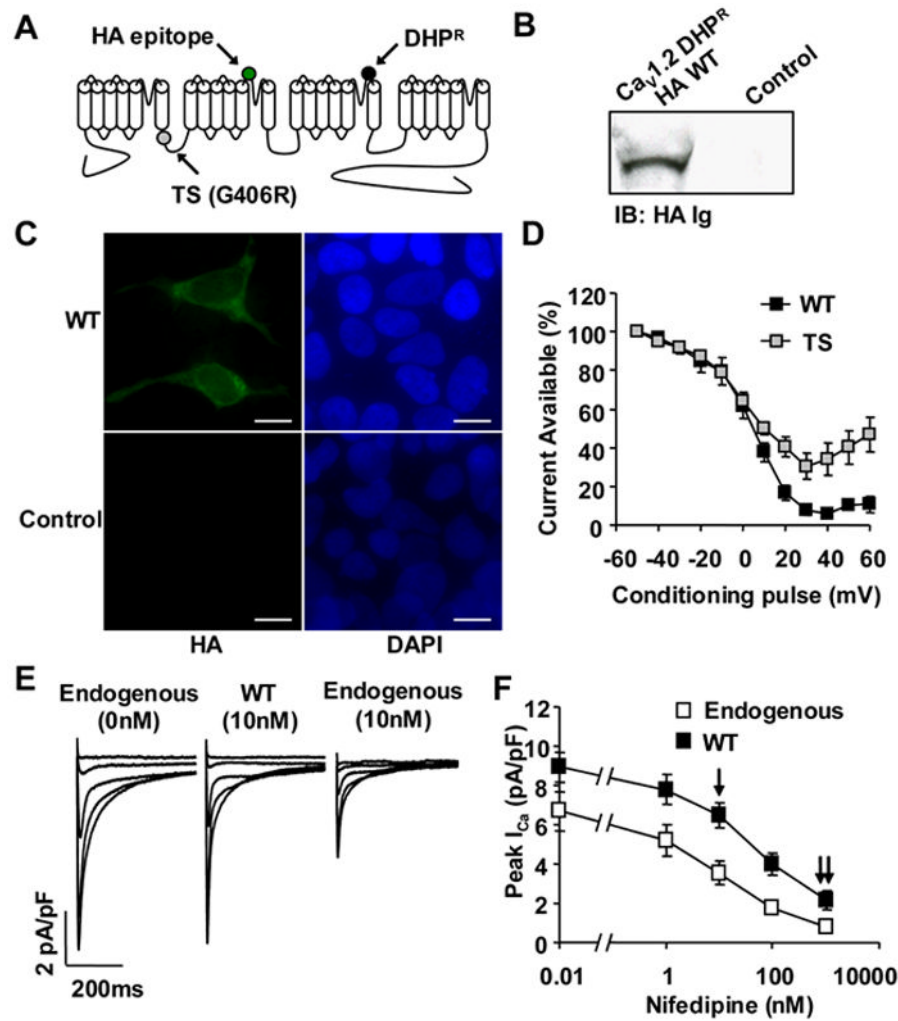 A
HA epitope
DHPR
TS (G406R)
B
CaV1.2 DHPR
HA WT
Control
IB: HA Ig
C
WT
Control
HA
DAPI
D
Current Available (%)
120
100
80
60
40
20
0
WT
TS
-60 -40 -20 0 20 40 60
Conditioning pulse (mV)
E
Endogenous
(0nM)
WT
(10nM)
Endogenous
(10nM)
2 pA/pF
200ms
F
Peak ICa (pA/pF)
12
10
8
6
4
2
0
Endogenous
WT
0.01 1 100 10000
Nifedipine (nM)